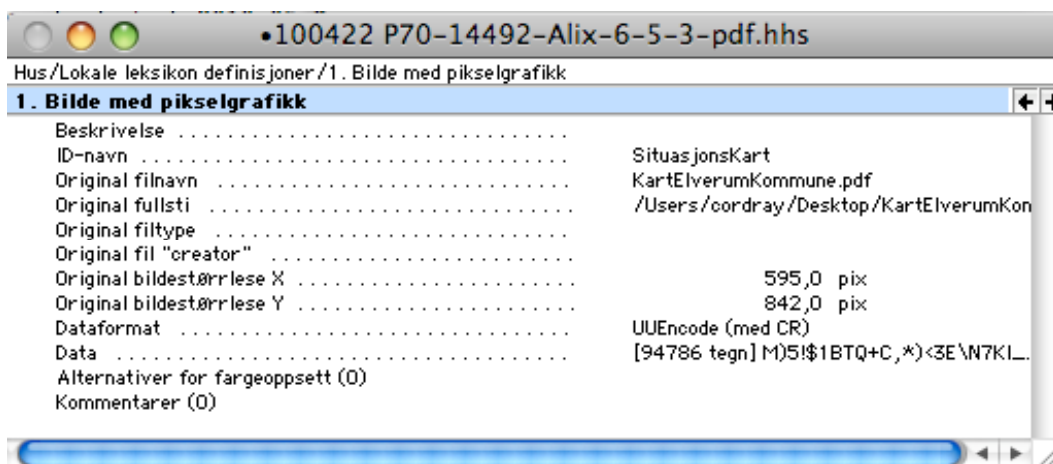 •100422 P70-14492-Alix-6-5-3-pdf.hhs
Hus/Lokale leksikon definisjoner/1. Bilde med pikselgrafikk
1. Bilde med pikselgrafikk
Beskrivelse ................................
ID-navn ................................... SituasjonsKart
Original filnavn ............................. KartElverumKommune.pdf
Original fullsti .............................. /Users/cordray/Desktop/KartElverumKon
Original filtype .............................
Original fil "creator" .........................
Original bildestørrlese X ....................... 595,0 pix
Original bildestørrlese Y ....................... 842,0 pix
Dataformat ................................ UUEncode (med CR)
Data ..................................... [94786 tegn] M)5!$1BTQ+C,*)<3E\N7KI_.
Alternativer for fargeoppsett (0)
Kommentarer (0)